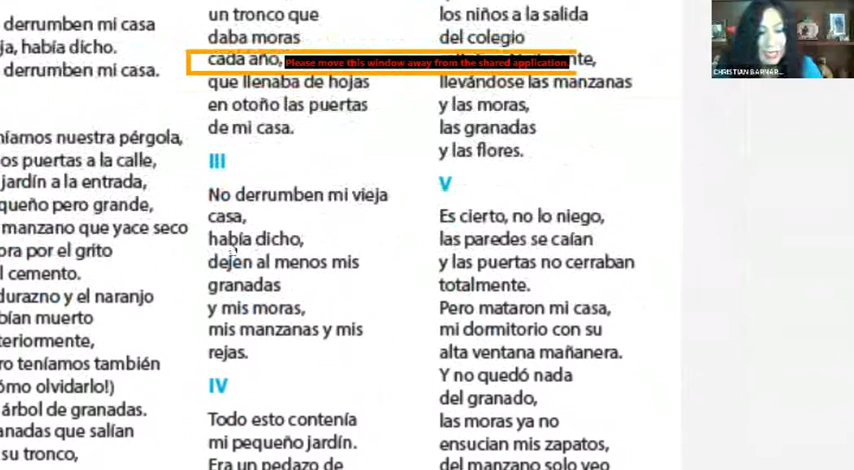 derrumben mi casa
ja, había dicho.
derrumben mi casa.
níamos nuestra pérgola,
os puertas a la calle,
jardín a la entrada,
queño pero grande,
manzano que yace seco
ora por el grito
l cemento.
durazno y el naranjo
bían muerto
teriormente,
ro teníamos también
ómo olvidarlo!)
árbol de granadas.
anadas que salían
su tronco,
un tronco que
daba moras
cada año,
que llenaba de hojas
en otoño las puertas
de mi casa.
III
No derrumben mi vieja
casa,
había dicho,
dejen al menos mis
granadas
y mis moras,
mis manzanas y mis
rejas.
IV
Todo esto contenía
mi pequeño jardín.
Era un pedazo de
los niños a la salida
del colegio
nte,
llevándose las manzanas
y las moras,
las granadas
y las flores.
V
Es cierto, no lo niego,
las paredes se caían
y las puertas no cerraban
totalmente.
Pero mataron mi casa,
mi dormitorio con su
alta ventana mañanera.
Y no quedó nada
del granado,
las moras ya no
ensucian mis zapatos,
del manzano solo veo
Please move this window away from the shared application.
CHRISTIAN BARNAR...